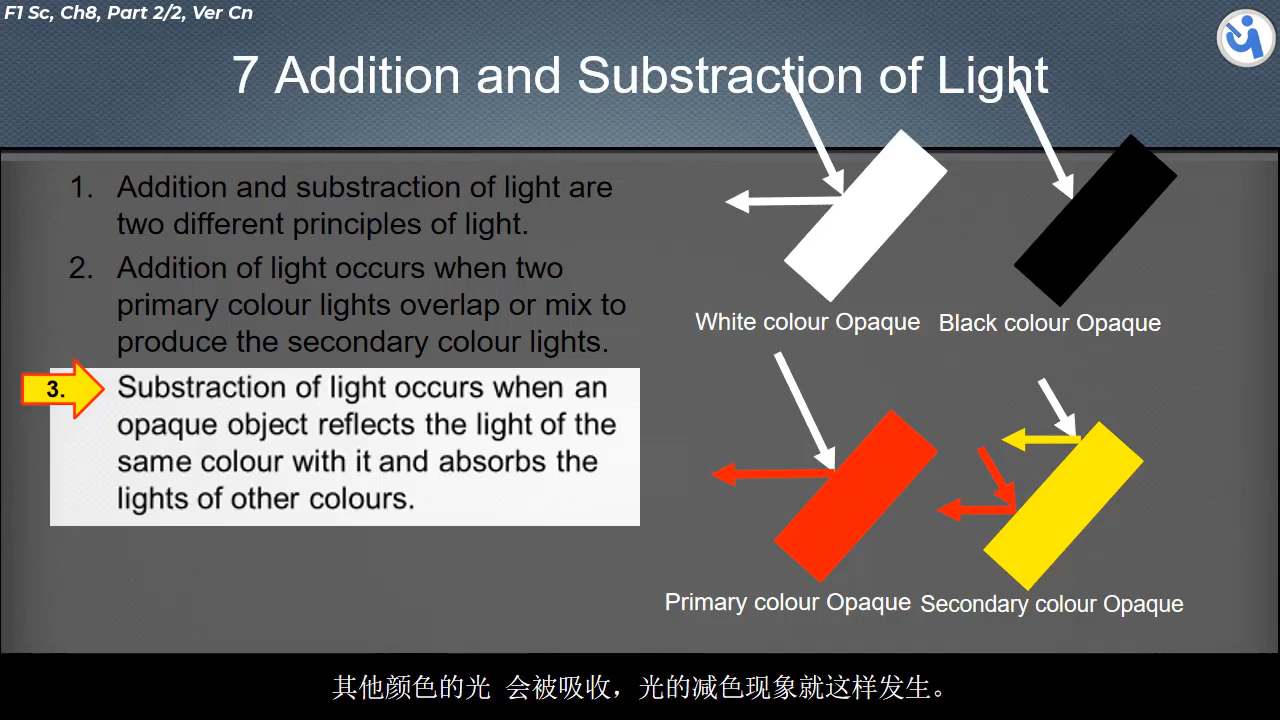 F1 Sc, Ch8, Part 2/2, Ver Cn
7 Addition and Substraction of Light
1. Addition and substraction of light are
two different principles of light.
2. Addition of light occurs when two
primary colour lights overlap or mix to
produce the secondary colour lights.
3. Substraction of light occurs when an
opaque object reflects the light of the
same colour with it and absorbs the
lights of other colours.
White colour Opaque
Black colour Opaque
Primary colour Opaque
Secondary colour Opaque
其他颜色的光 会被吸收，光的减色现象就这样发生。